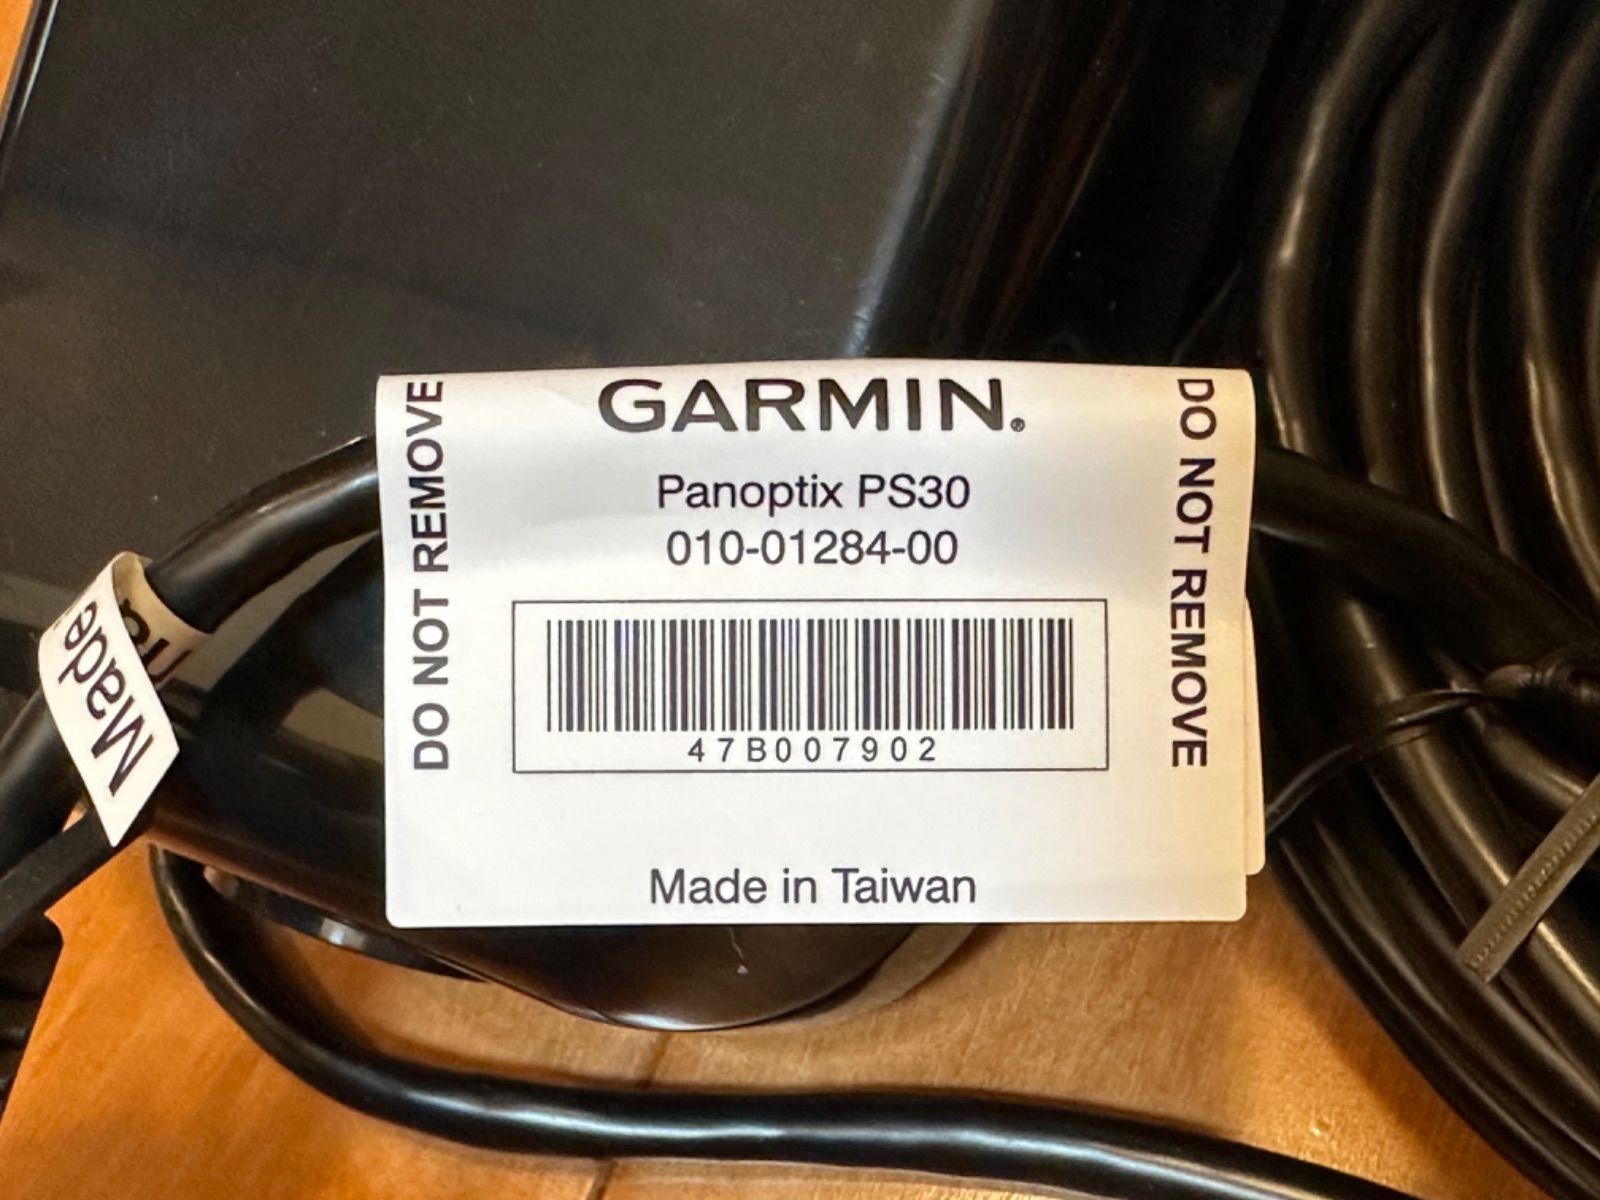 GARMIN®
Panoptix PS30
010-01284-00
47B007902
Made in Taiwan
DO NOT REMOVE
DO NOT REMOVE
Made